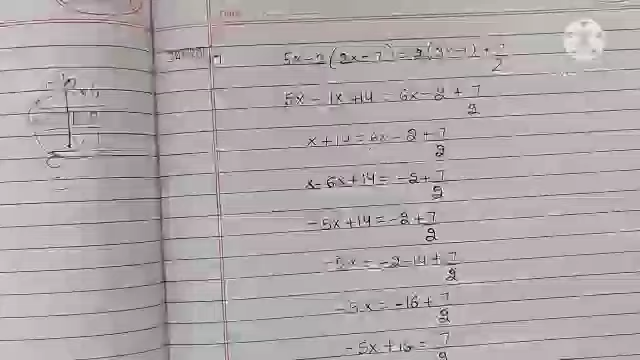 5x-2(2x-7)=2(3x-1)+7/2
5x-4x+14=6x-2+7/2
x+14=6x-2+7/2
x-6x+14=-2+7/2
-5x+14=-2+7/2
-5x=-2-14+7/2
-5x=-16+7/2
-5x+16=7/2